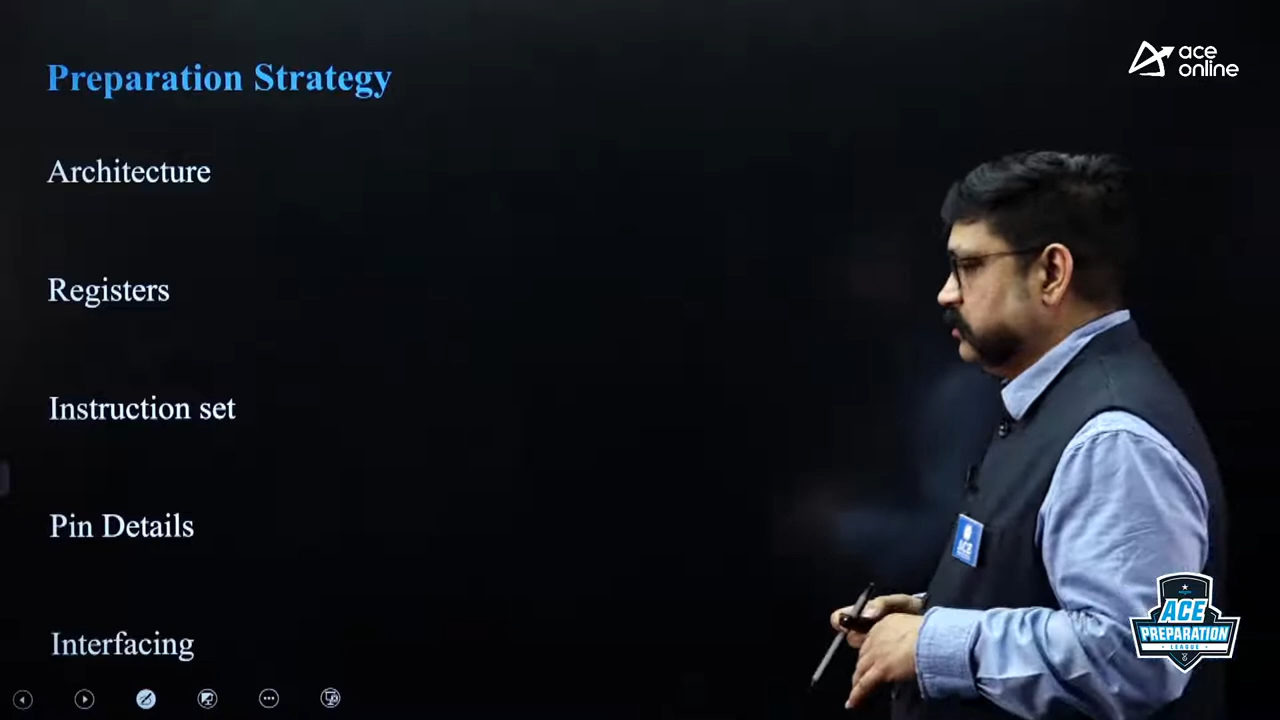 Preparation Strategy
ace
online
Architecture
Registers
Instruction set
Pin Details
Interfacing
ACE
PREPARATION
LEAGUE